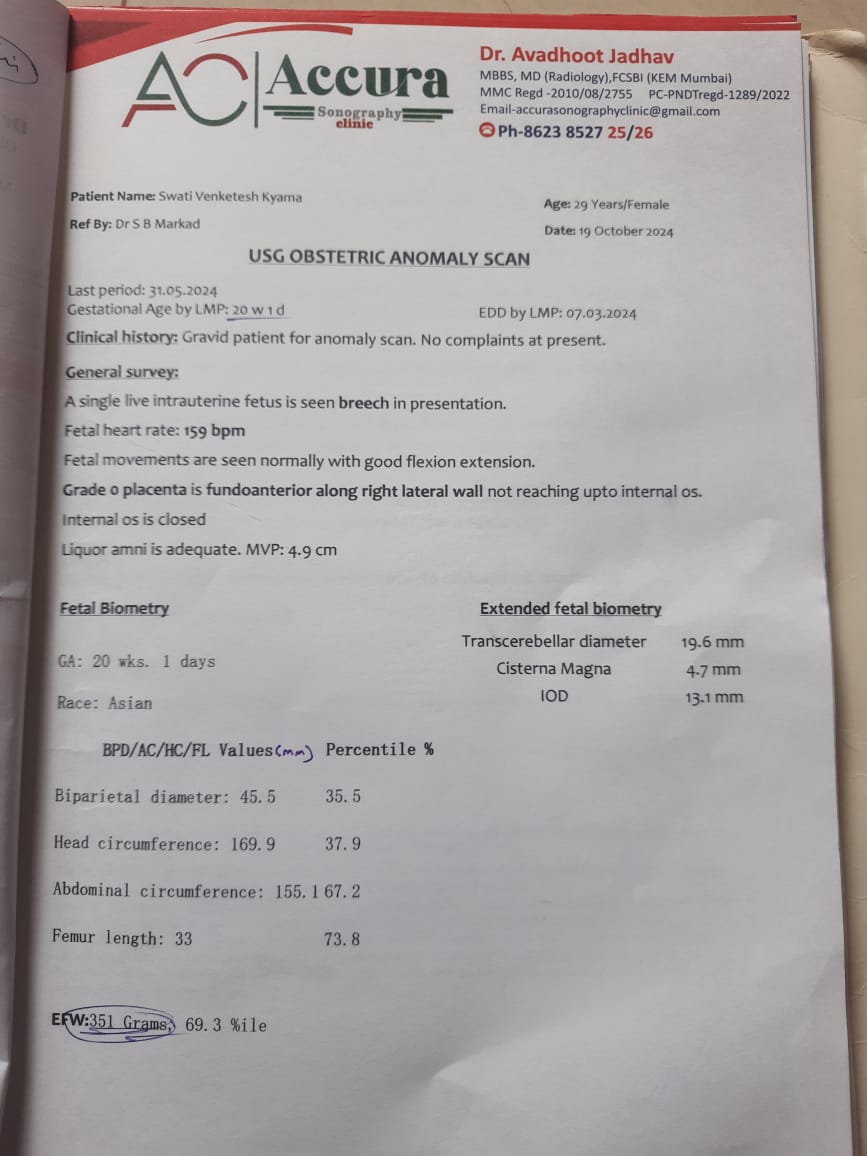 AC Accura
Sonography
clinic
Dr. Avadhoot Jadhav
MBBS, MD (Radiology),FCSBI (KEM Mumbai)
MMC Regd -2010/08/2755 PC-PNDTregd-1289/2022
Email-accurasonographyclinic@gmail.com
Ph-8623 8527 25/26
Patient Name: Swati Venketesh Kyama
Age: 29 Years/Female
Ref By: Dr S B Markad
Date: 19 October 2024
USG OBSTETRIC ANOMALY SCAN
Last period: 31.05.2024
Gestational Age by LMP: 20 w 1 d EDD by LMP: 07.03.2024
Clinical history: Gravid patient for anomaly scan. No complaints at present.
General survey:
A single live intrauterine fetus is seen breech in presentation.
Fetal heart rate: 159 bpm
Fetal movements are seen normally with good flexion extension.
Grade 0 placenta is fundoanterior along right lateral wall not reaching upto internal os.
Internal os is closed
Liquor amni is adequate. MVP: 4.9 cm
Fetal Biometry
GA: 20 wks. 1 days
Race: Asian
Extended fetal biometry
Transcerebellar diameter 19.6 mm
Cisterna Magna 4.7 mm
IOD 13.1 mm
BPD/AC/HC/FL Values(mm) Percentile %
Biparietal diameter: 45.5 35.5
Head circumference: 169.9 37.9
Abdominal circumference: 155.1 67.2
Femur length: 33 73.8
EFW:351 Grams, 69.3 %ile